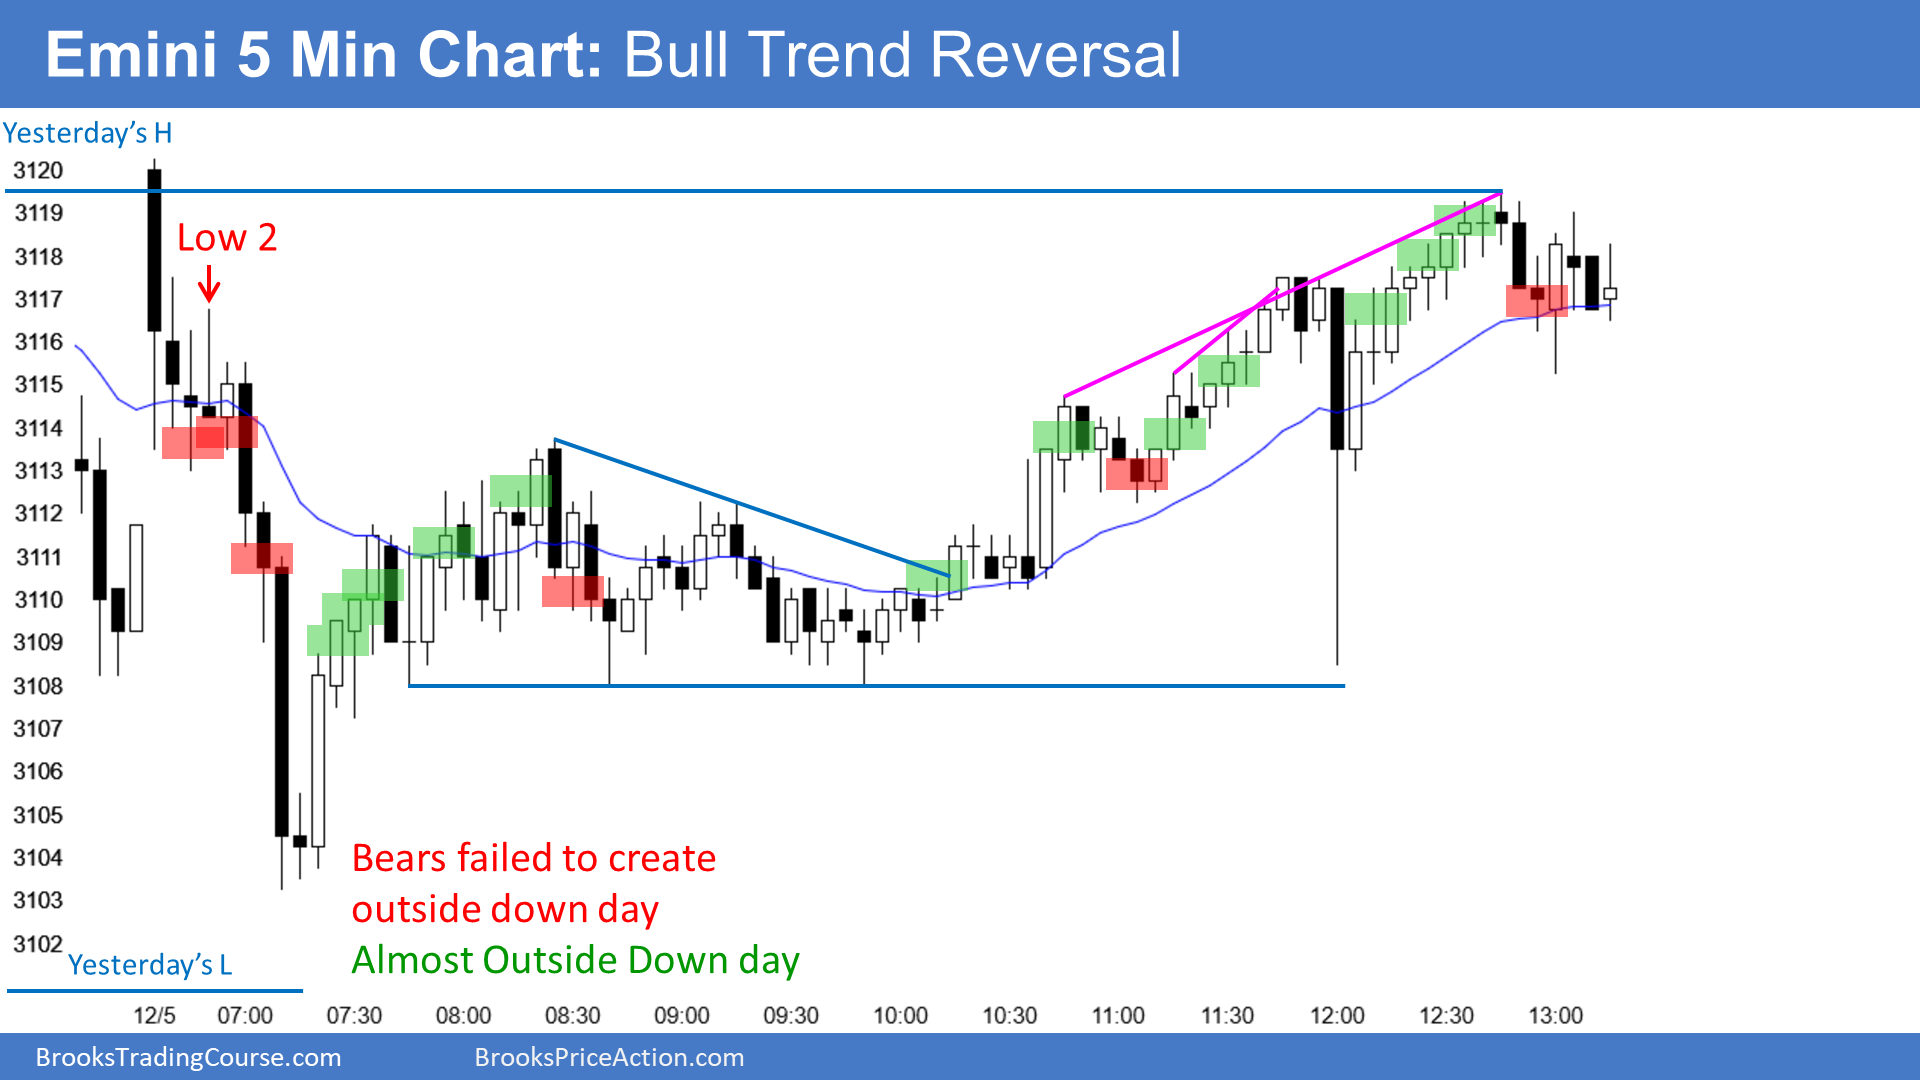 Emini 5 Min Chart: Bull Trend Reversal
Yesterday's H
3120
3119
Low 2
3118
3117
3116
3115
3114
3113
3112
3111
3110
3109
3108
3107
3106
3105
3104
Bears failed to create
3103
outside down day
3102
Almost Outside Down day
Yesterday's L
12/5 07:00 07:30 08:00 08:30 09:00 09:30 10:00 10:30 11:00 11:30 12:00 12:30 13:00
BrooksTradingCourse.com BrooksPriceAction.com